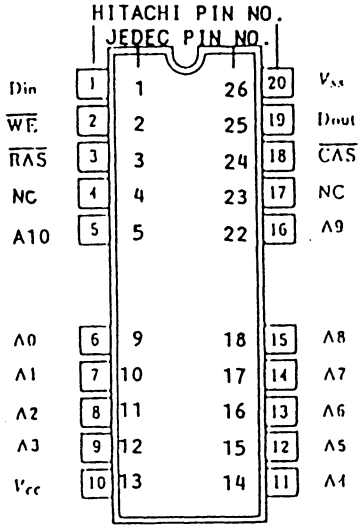 HITACHI PIN NO.
JEDEC PIN NO.
Din 1 1 26 20 Vss
WE 2 2 25 19 Dout
RAS 3 3 24 18 CAS
NC 4 4 23 17 NC
A10 5 5 22 16 A9
A0 6 9 18 15 A8
A1 7 10 17 14 A7
A2 8 11 16 13 A6
A3 9 12 15 12 A5
Vcc 10 13 14 11 A4